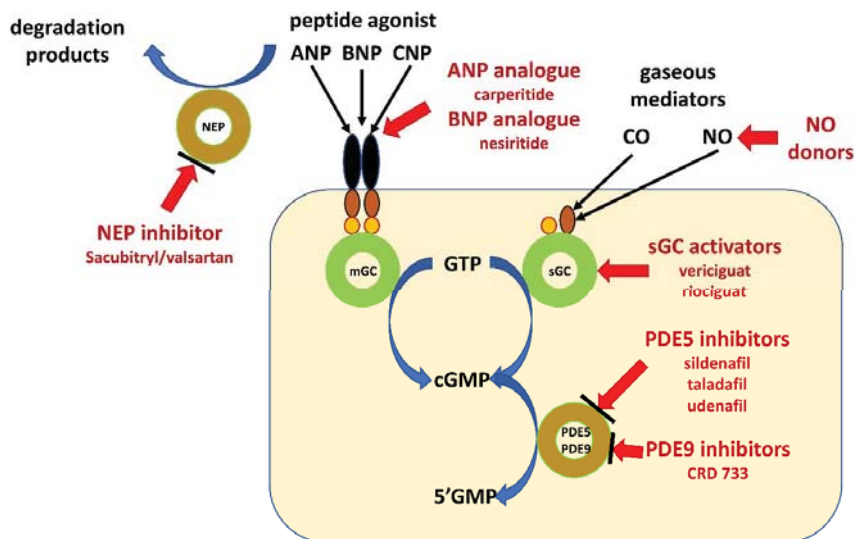 degradation
products
peptide agonist
ANP BNP CNP
NEP
ANP analogue
carperitide
BNP analogue
nesiritide
gaseous
mediators
CO NO
NO
donors
NEP inhibitor
Sacubitryl/valsartan
mGC
GTP
sGC
sGC activators
vericiguat
riociguat
cGMP
PDE5 inhibitors
sildenafil
taladafil
udenafil
PDE5
PDE9
PDE9 inhibitors
CRD 733
5'GMP